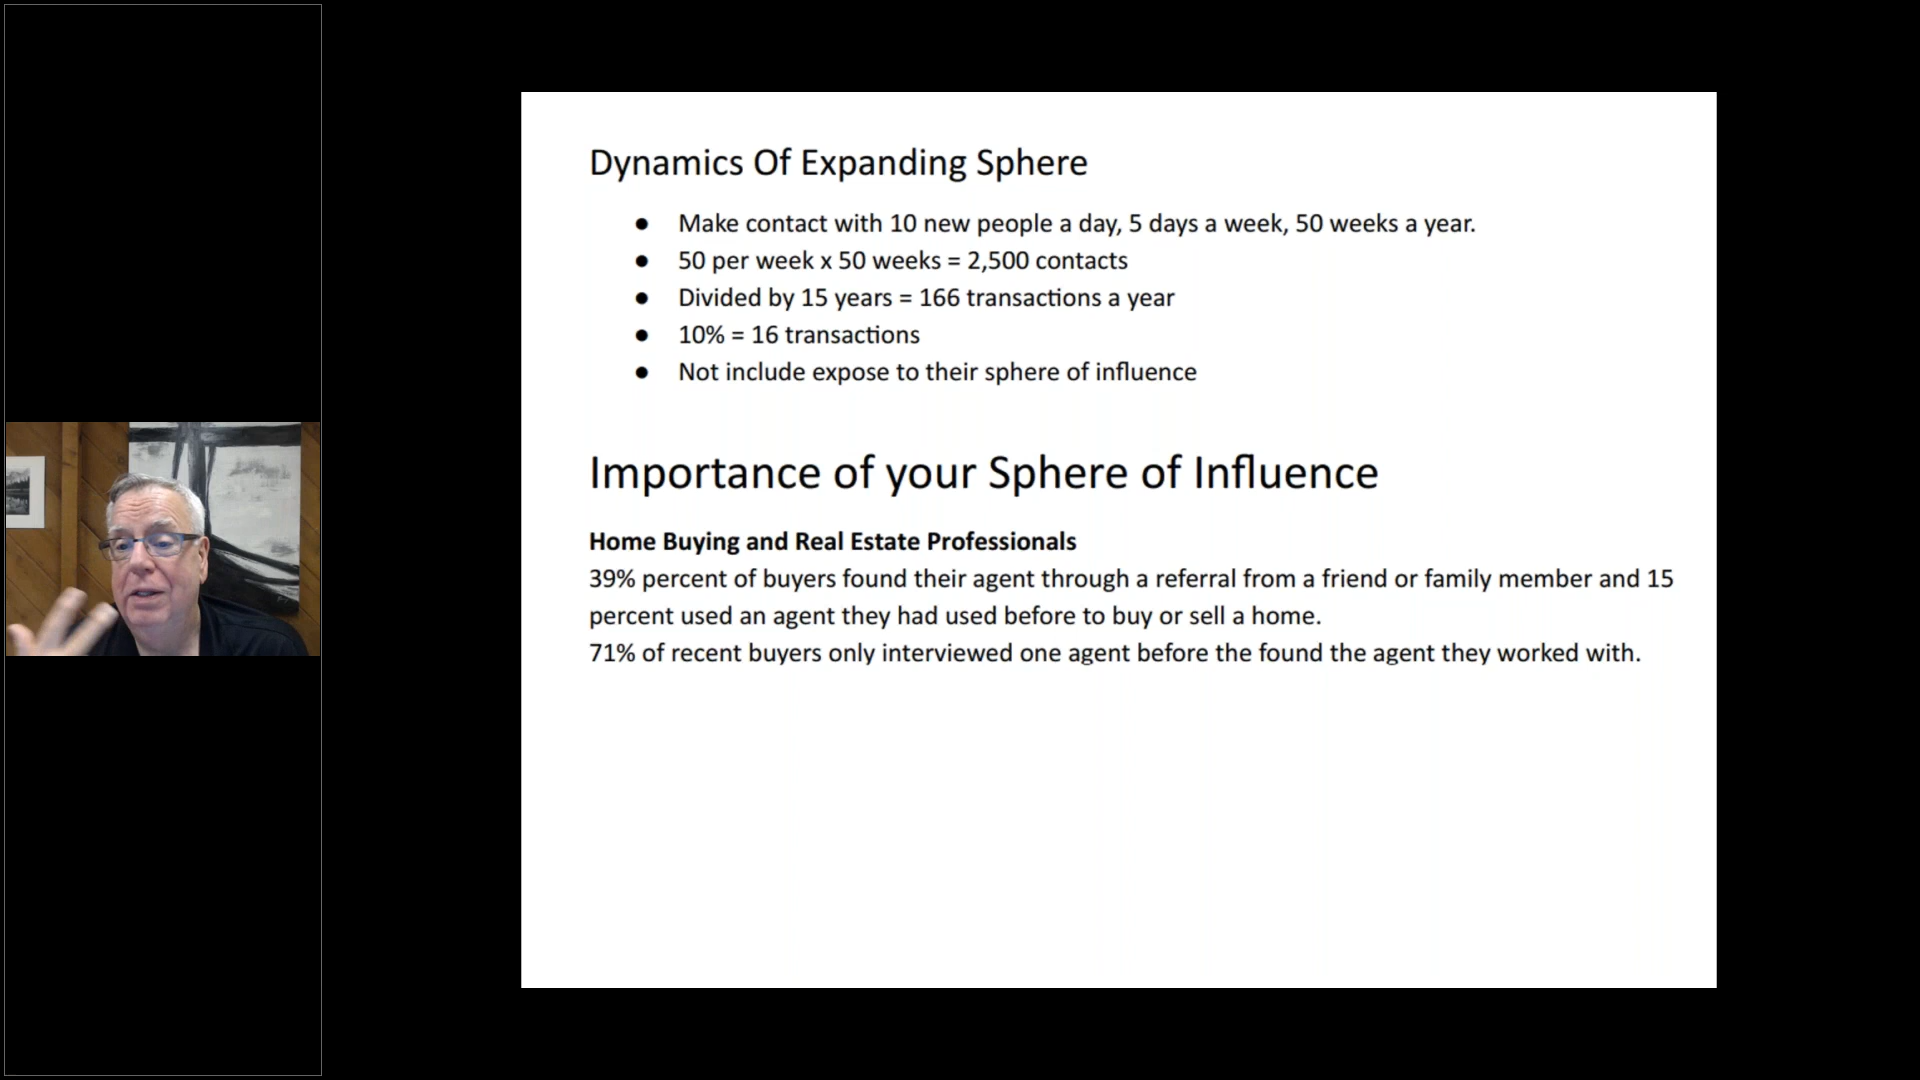 Dynamics Of Expanding Sphere
● Make contact with 10 new people a day, 5 days a week, 50 weeks a year.
● 50 per week x 50 weeks = 2,500 contacts
● Divided by 15 years = 166 transactions a year
● 10% = 16 transactions
● Not include expose to their sphere of influence
Importance of your Sphere of Influence
Home Buying and Real Estate Professionals
39% percent of buyers found their agent through a referral from a friend or family member and 15
percent used an agent they had used before to buy or sell a home.
71% of recent buyers only interviewed one agent before the found the agent they worked with.